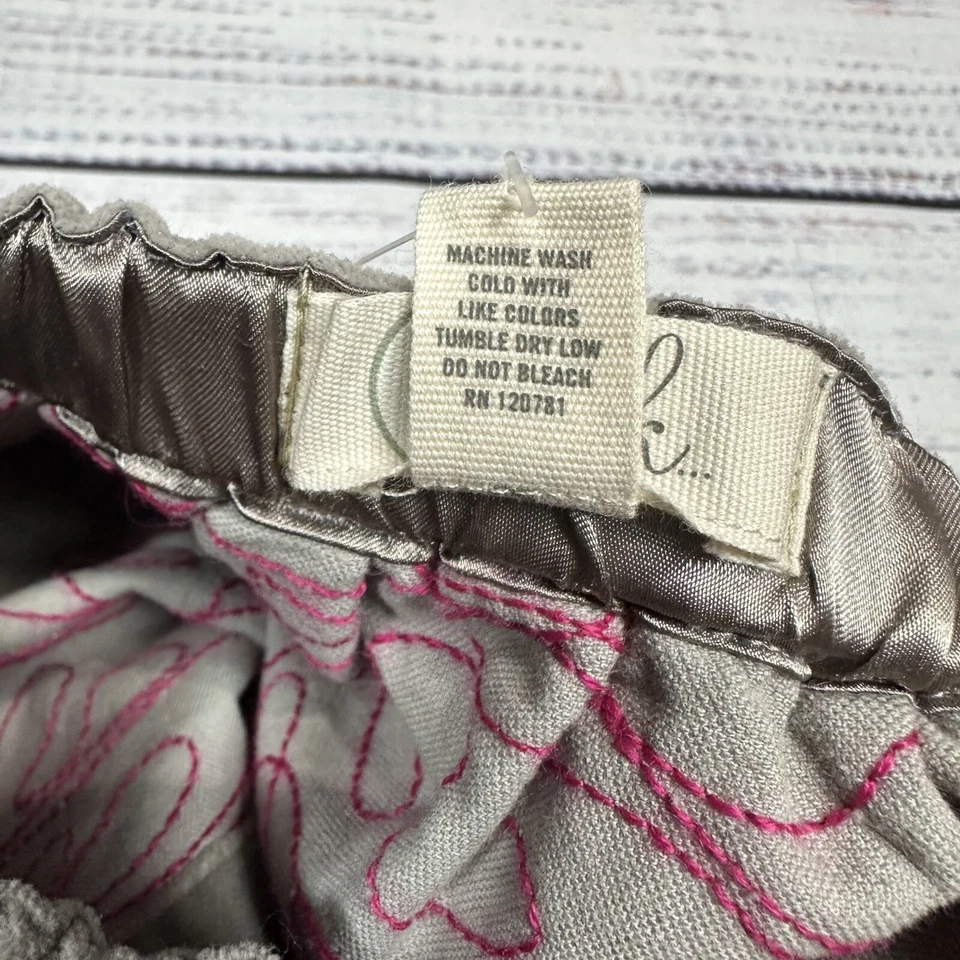 MACHINE WASH
COLD WITH
LIKE COLORS
TUMBLE DRY LOW
DO NOT BLEACH
RN 120781
k...